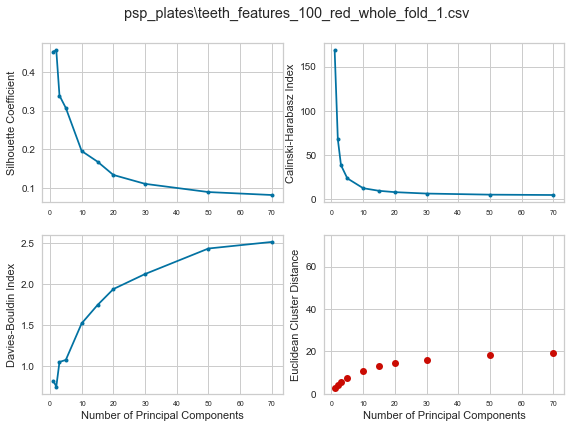 psp_plates\teeth_features_100_red_whole_fold_1.csv
Silhouette Coefficient
0.4
0.3
0.2
0.1
0 10 20 30 40 50 60 70
Calinski-Harabasz Index
150
100
50
0
0 10 20 30 40 50 60 70
Davies-Bouldin Index
2.5
2.0
1.5
1.0
0 10 20 30 40 50 60 70
Number of Principal Components
Euclidean Cluster Distance
60
40
20
0
0 10 20 30 40 50 60 70
Number of Principal Components